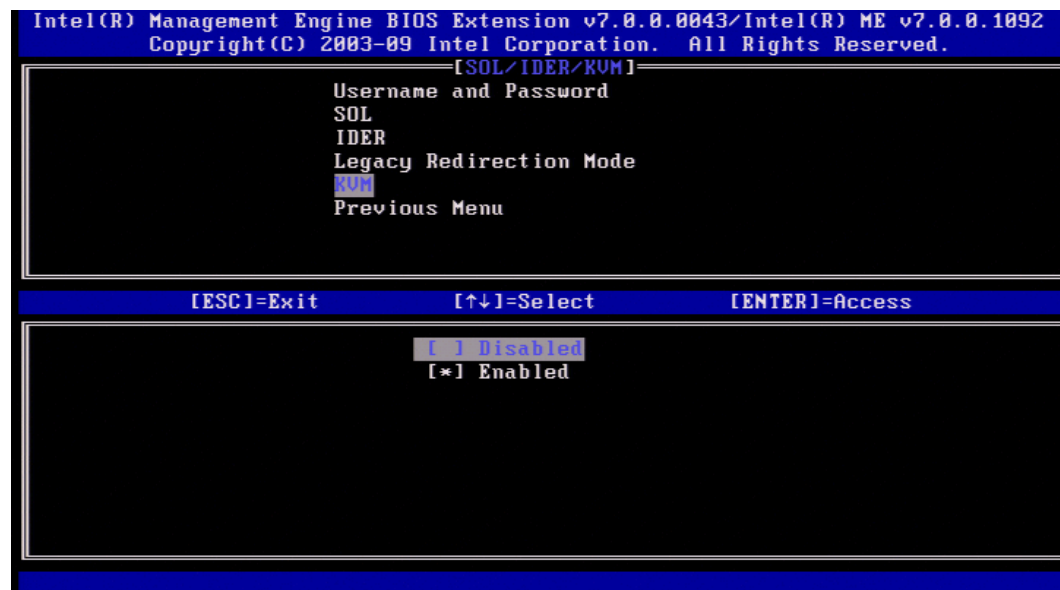 Intel(R) Management Engine BIOS Extension v7.0.0.0043/Intel(R) ME v7.0.0.1092
Copyright(C) 2003-09 Intel Corporation. All Rights Reserved.
[SOL/IDER/KVM]
Username and Password
SOL
IDER
Legacy Redirection Mode
KVM
Previous Menu
[ESC]=Exit [↑↓]=Select [ENTER]=Access
[ ] Disabled
[*] Enabled